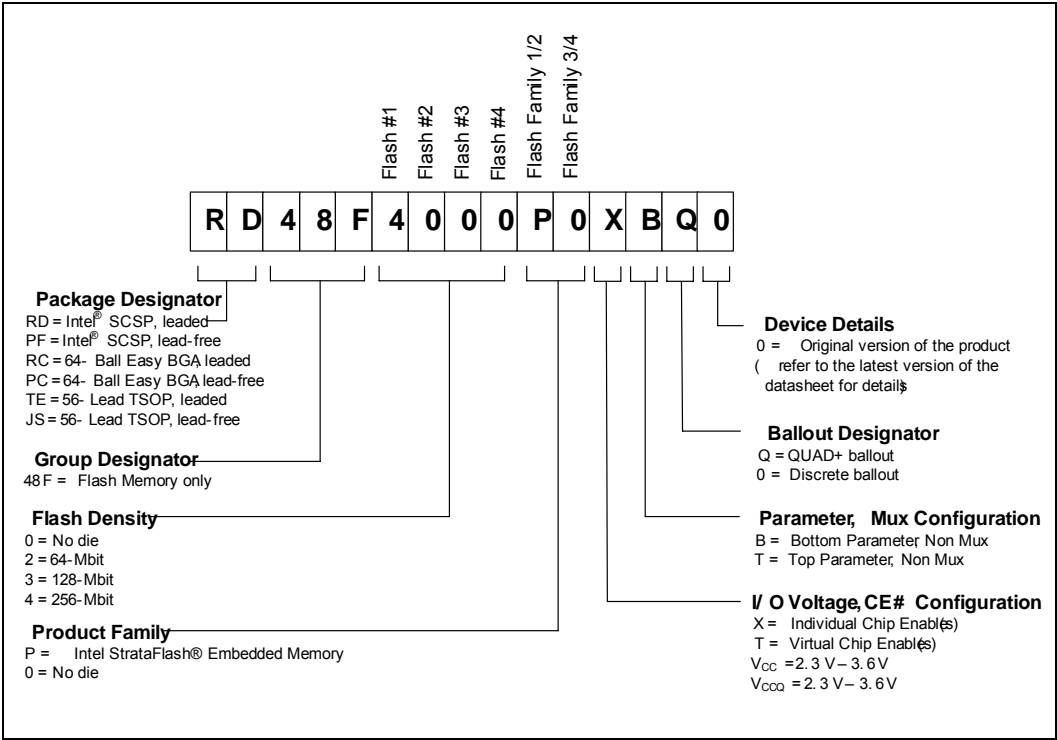 Flash #1
Flash #2
Flash #3
Flash #4
Flash Family 1/2
Flash Family 3/4
R D 4 8 F 4 0 0 0 P 0 X B Q 0
Package Designator
RD = Intel® SCSP, leaded
PF = Intel® SCSP, lead-free
RC = 64- Ball Easy BGA, leaded
PC = 64- Ball Easy BGA, lead-free
TE = 56- Lead TSOP, leaded
JS = 56- Lead TSOP, lead-free
Group Designator
48F = Flash Memory only
Flash Density
0 = No die
2 = 64-Mbit
3 = 128-Mbit
4 = 256-Mbit
Product Family
P = Intel StrataFlash® Embedded Memory
0 = No die
Device Details
0 = Original version of the product
( refer to the latest version of the
datasheet for details)
Ballout Designator
Q = QUAD+ ballout
0 = Discrete ballout
Parameter, Mux Configuration
B = Bottom Parameter, Non Mux
T = Top Parameter, Non Mux
I/O Voltage, CE# Configuration
X = Individual Chip Enable(s)
T = Virtual Chip Enable(s)
VCC = 2.3 V – 3.6 V
VCCQ = 2.3 V – 3.6 V